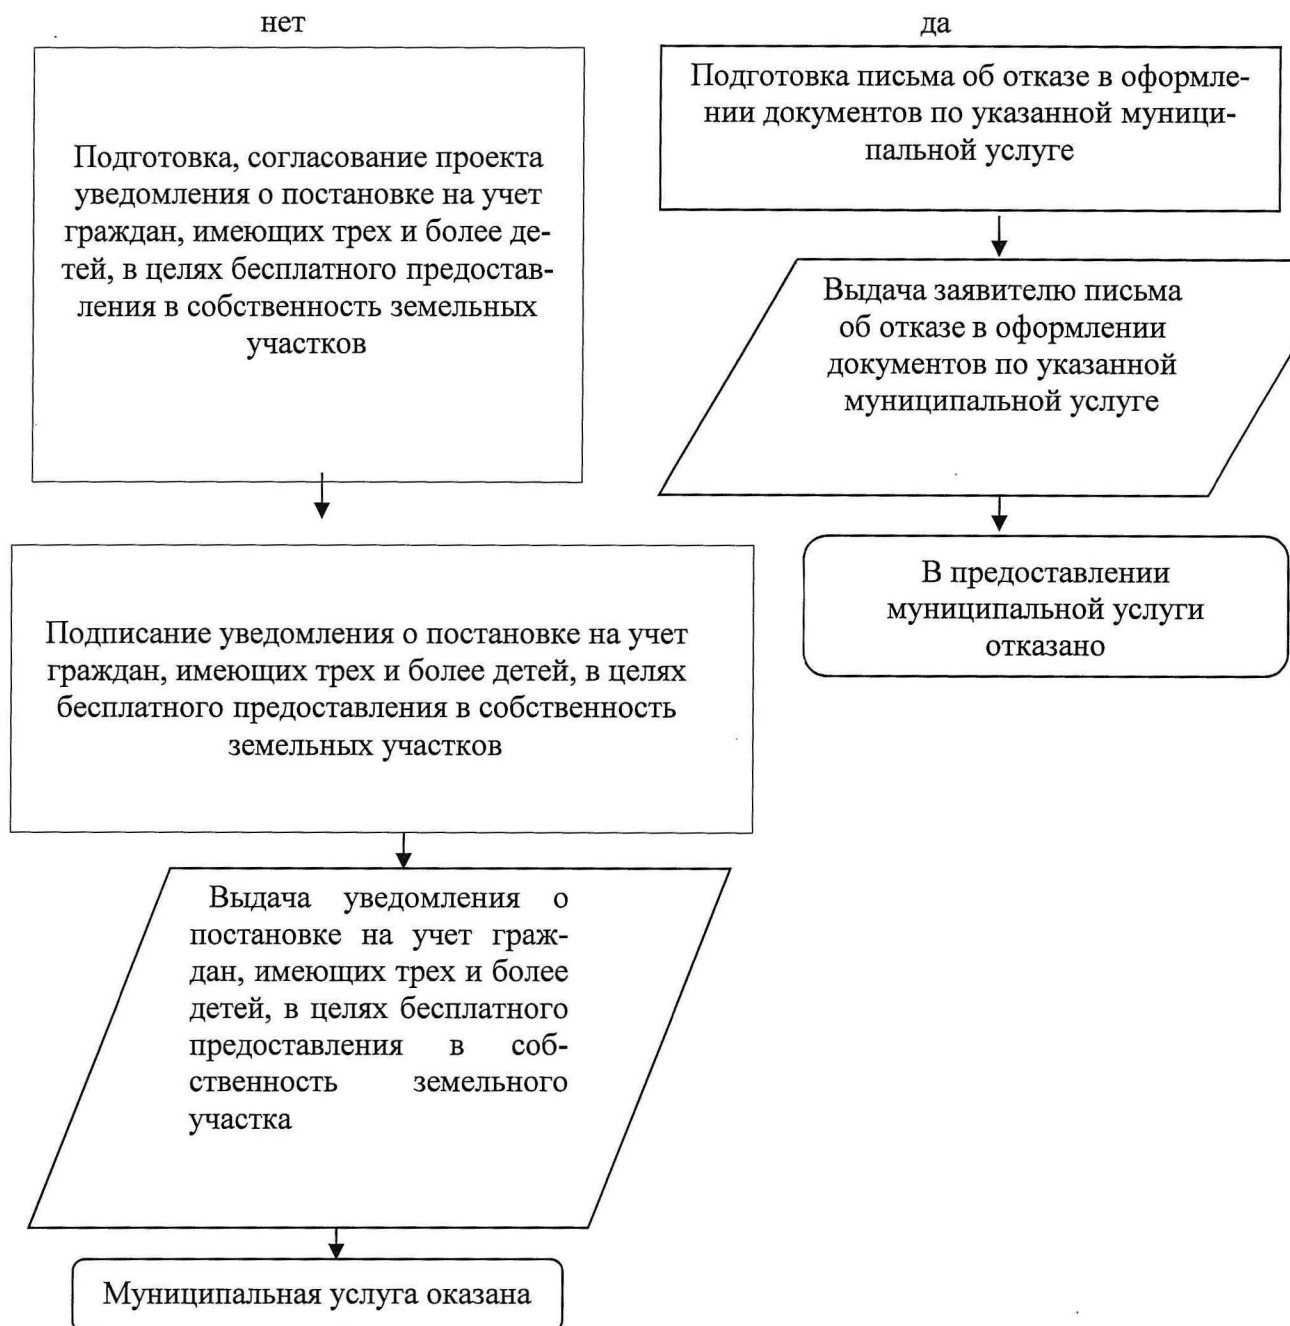 нет
Подготовка, согласование проекта
уведомления о постановке на учет
граждан, имеющих трех и более де-
тей, в целях бесплатного предостав-
ления в собственность земельных
участков
Подписание уведомления о постановке на учет
граждан, имеющих трех и более детей, в целях
бесплатного предоставления в собственность
земельных участков
Выдача уведомления о
постановке на учет граж-
дан, имеющих трех и более
детей, в целях бесплатного
предоставления в соб-
ственность земельного
участка
Муниципальная услуга оказана
да
Подготовка письма об отказе в оформле-
нии документов по указанной муници-
пальной услуге
Выдача заявителю письма
об отказе в оформлении
документов по указанной
муниципальной услуге
В предоставлении
муниципальной услуги
отказано